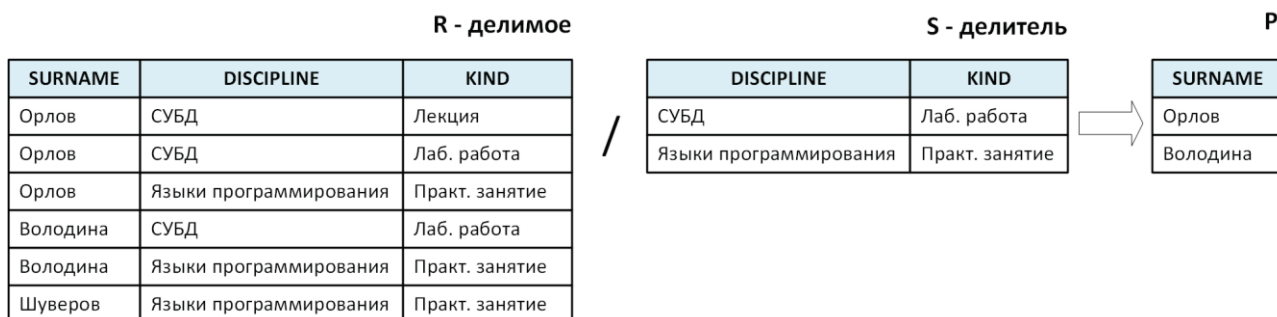 R - делимое S - делитель P
SURNAME DISCIPLINE KIND DISCIPLINE KIND SURNAME
Орлов СУБД Лекция СУБД Лаб. работа Орлов
Орлов СУБД Лаб. работа / Языки программирования Практ. занятие Володина
Орлов Языки программирования Практ. занятие
Володина СУБД Лаб. работа
Володина Языки программирования Практ. занятие
Шуверов Языки программирования Практ. занятие